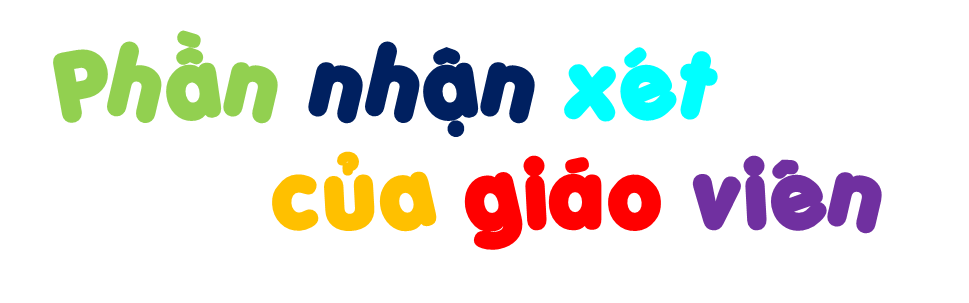 Phần nhận xét
của giáo viên